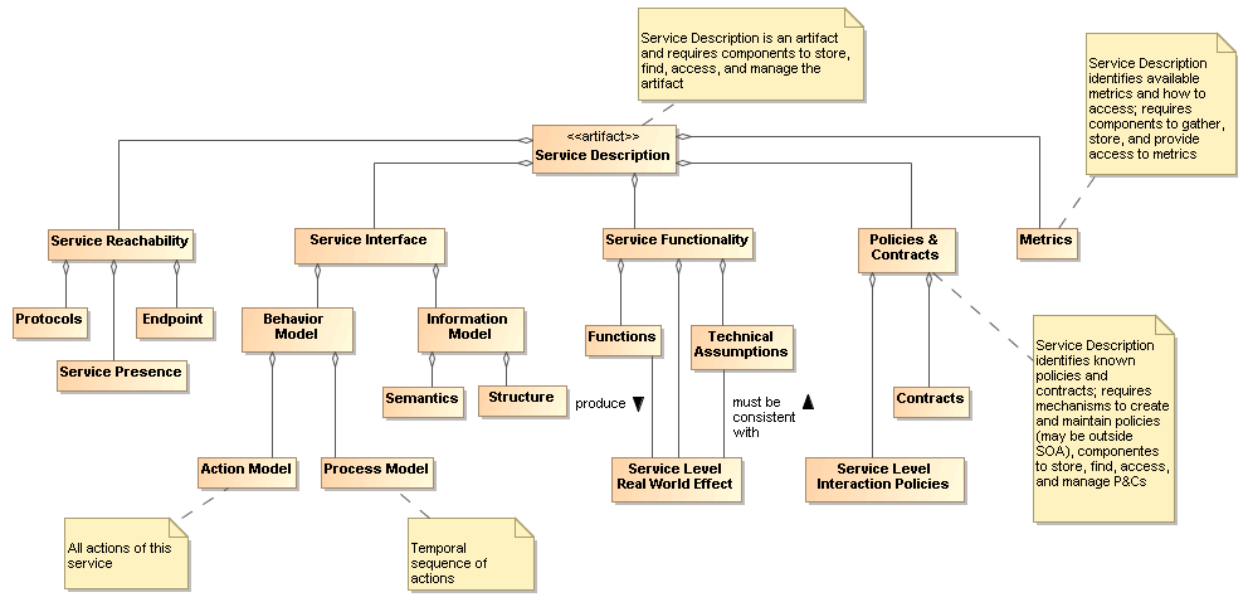 Service Description is an artifact
and requires components to store,
find, access, and manage the
artifact
Service Description
identifies available
metrics and how to
access; requires
components to gather,
store, and provide
access to metrics
<<artifact>>
Service Description
Service Reachability
Service Interface
Service Functionality
Policies &
Contracts
Metrics
Protocols
Endpoint
Service Presence
Behavior
Model
Information
Model
Functions
Technical
Assumptions
Semantics
Structure
produce
must be
consistent
with
Contracts
Service Description
identifies known
policies and
contracts; requires
mechanisms to create
and maintain policies
(may be outside
SOA), componentes
to store, find, access,
and manage P&Cs
Action Model
Process Model
Service Level
Real World Effect
Service Level
Interaction Policies
All actions of this
service
Temporal
sequence of
actions